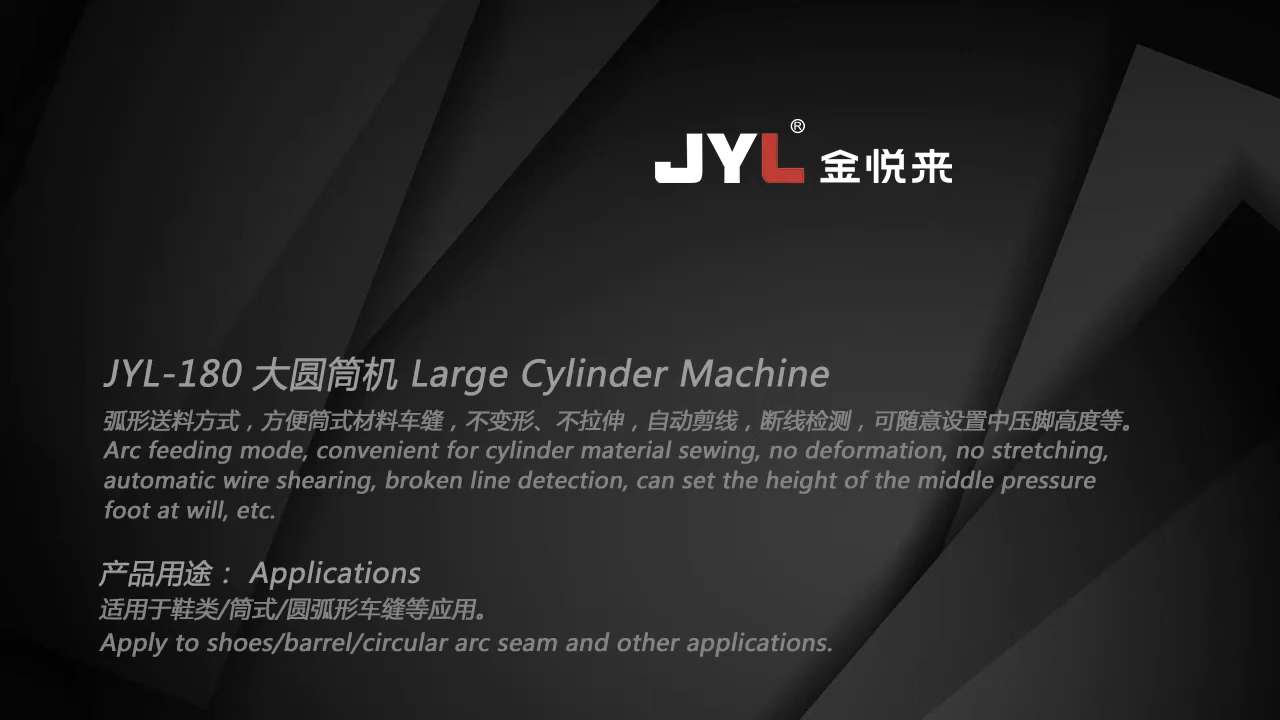 JYL® 金悦来
JYL-180 大圆筒机 Large Cylinder Machine
弧形送料方式，方便筒式材料车缝，不变形、不拉伸，自动剪线，断线检测，可随意设置中压脚高度等。
Arc feeding mode, convenient for cylinder material sewing, no deformation, no stretching,
automatic wire shearing, broken line detection, can set the height of the middle pressure
foot at will, etc.
产品用途： Applications
适用于鞋类/筒式/圆弧形车缝等应用。
Apply to shoes/barrel/circular arc seam and other applications.